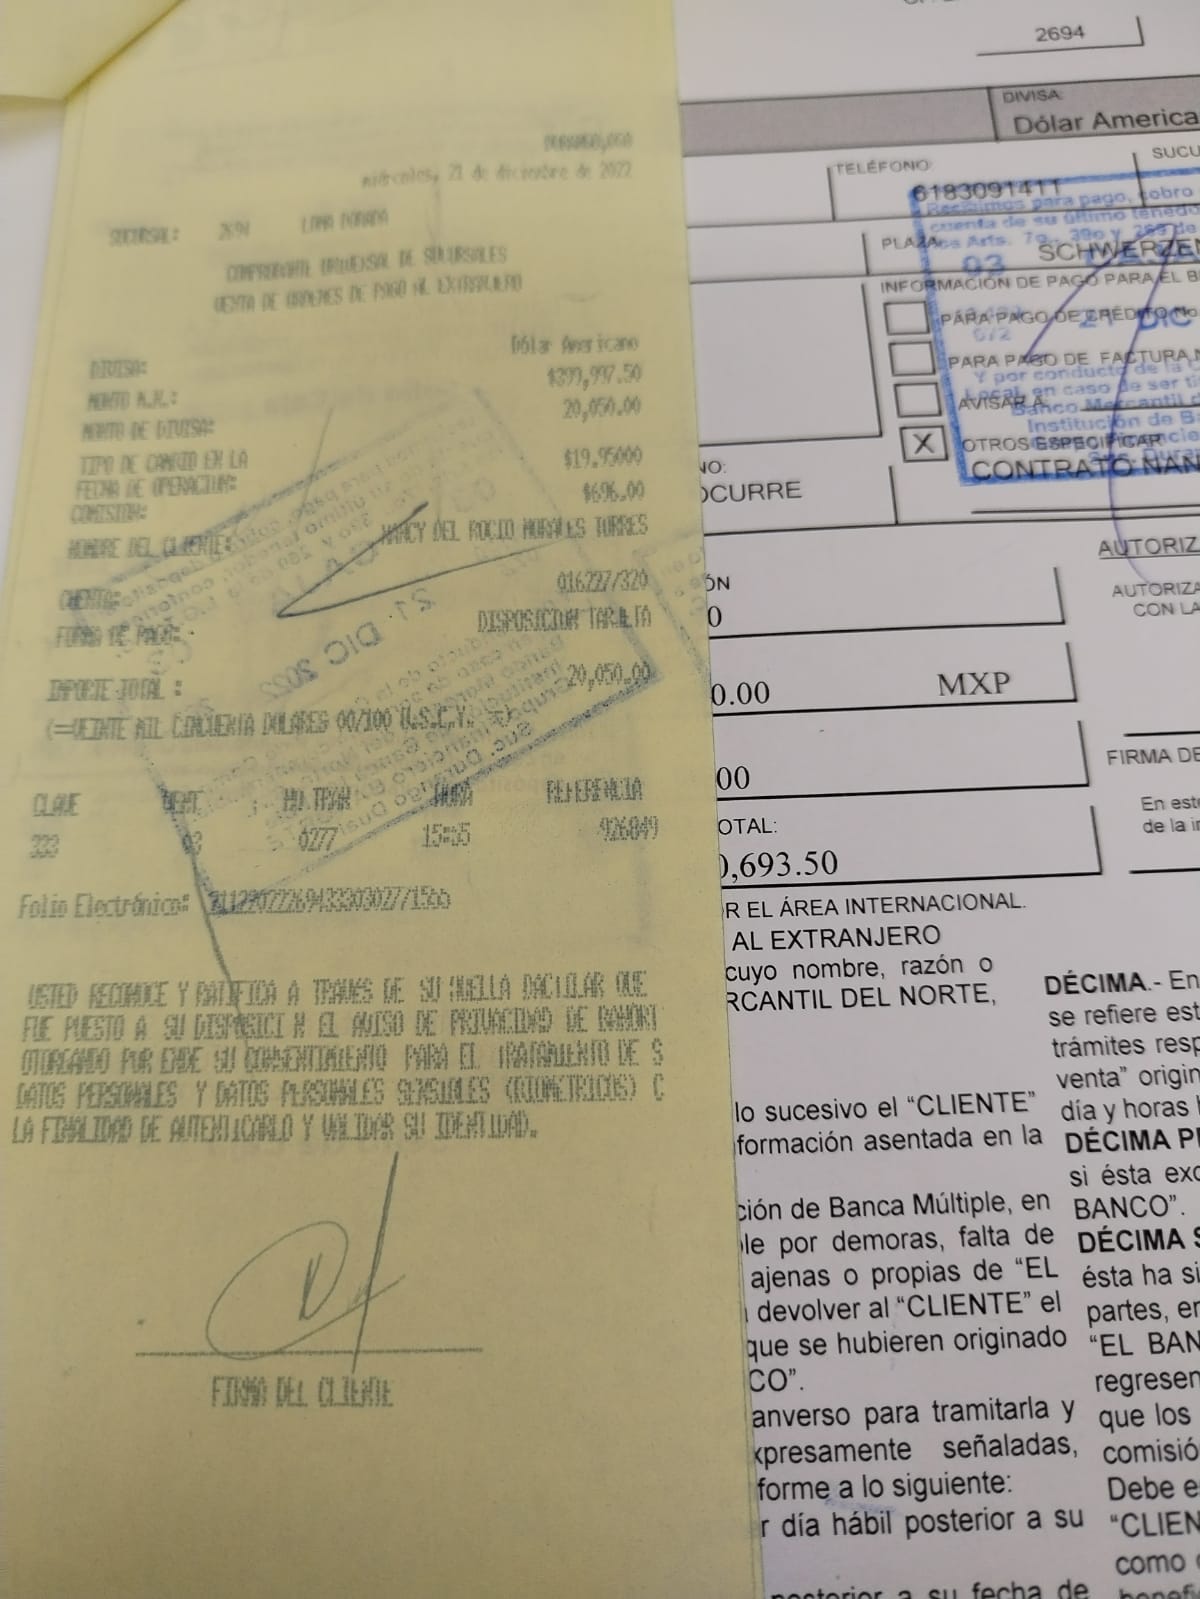 DURANGO,DGO
miércoles, 21 de diciembre de 2022
SUCURSAL: 2694 LOMA DORADA
COMPROBANTE UNIVERSAL DE SUCURSALES
VENTA DE ORDENES DE PAGO AL EXTRANJERO
DIVISA: Dólar Americano
MONTO M.N.: $399,997.50
MONTO DE DIVISA: 20,050.00
TIPO DE CAMBIO EN LA
FECHA DE OPERACION: $19.95000
COMISION: $696.00
NOMBRE DEL CLIENTE: NANCY DEL ROCIO MORALES TORRES
CUENTA: 016227/320
FORMA DE PAGO: DISPOSICION TARJETA
IMPORTE TOTAL : 20,050.00
(=VEINTE MIL CINCUENTA DOLARES 00/100 U.S.CY. =)
CLAVE HORA REFERENCIA
333 03 0277 926849
Folio Electrónico:
USTED RECONOCE Y RATIFICA A TRAVES DE SU HUELLA DACTILAR QUE
FUE PUESTO A SU DISPOSICI N EL AVISO DE PRIVACIDAD DE BANORT
OTORGANDO POR ENDE SU CONSENTIMIENTO PARA EL TRATAMIENTO DE S
DATOS PERSONALES Y DATOS PERSONALES SENSIBLES (BIOMETRICOS) C
LA FINALIDAD DE AUTENTICARLO Y VALIDAR SU IDENTIDAD.
FIRMA DEL CLIENTE
21 DIC 2022
2694
DIVISA:
Dólar America
TELÉFONO: SUCU
6183091411
Recibimos para pago, cobro
cuenta de su último tenedo
Arts. 7o., 39o y
PLAZA: SCHWERZEN
93
INFORMACIÓN DE PAGO PARA EL B
PARA PAGO DE CRÉDITO No
21 DIC
PARA PAGO DE FACTURA
Y por conducto de la C
Local en caso de ser
AVISAR A:
Banco Mercantil d
Institución de B
X OTROS ESPECIFICAR
CONTRATO NAN
NO:
OCURRE
AUTORIZ
AUTORIZA
CON LA
ÓN
0
0.00 MXP
00
FIRMA DE
En est
de la i
OTAL:
0,693.50
R EL ÁREA INTERNACIONAL.
AL EXTRANJERO
cuyo nombre, razón o
RCANTIL DEL NORTE,
lo sucesivo el “CLIENTE”
formación asentada en la
ción de Banca Múltiple, en
le por demoras, falta de
ajenas o propias de “EL
devolver al “CLIENTE” el
que se hubieren originado
CO”.
anverso para tramitarla y
xpresamente señaladas,
forme a lo siguiente:
r día hábil posterior a su
posterior a su fecha de
DÉCIMA.- En
se refiere est
trámites resp
venta” origin
día y horas
DÉCIMA P
si ésta exc
BANCO”.
DÉCIMA S
ésta ha si
partes, en
“EL BAN
regresen
que los
comisió
Debe e
“CLIEN
como
benefi